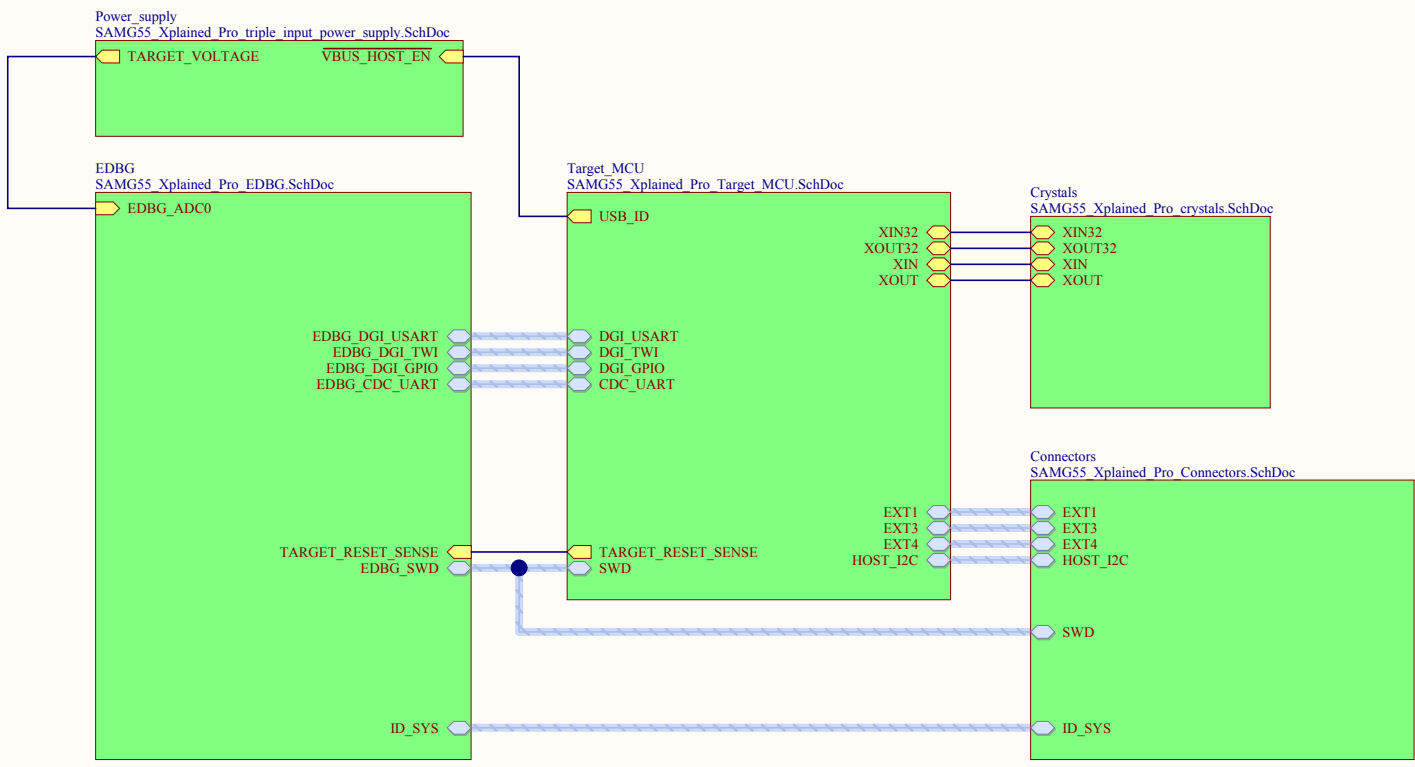 Power_supply
SAMG55_Xplained_Pro_triple_input_power_supply.SchDoc
TARGET_VOLTAGE VBUS_HOST_EN
EDBG
SAMG55_Xplained_Pro_EDBG.SchDoc
EDBG_ADC0
EDBG_DGI_USART
EDBG_DGI_TWI
EDBG_DGI_GPIO
EDBG_CDC_UART
TARGET_RESET_SENSE
EDBG_SWD
ID_SYS
Target_MCU
SAMG55_Xplained_Pro_Target_MCU.SchDoc
USB_ID
XIN32
XOUT32
XIN
XOUT
DGI_USART
DGI_TWI
DGI_GPIO
CDC_UART
EXT1
EXT3
EXT4
HOST_I2C
TARGET_RESET_SENSE
SWD
Crystals
SAMG55_Xplained_Pro_crystals.SchDoc
XIN32
XOUT32
XIN
XOUT
Connectors
SAMG55_Xplained_Pro_Connectors.SchDoc
EXT1
EXT3
EXT4
HOST_I2C
SWD
ID_SYS